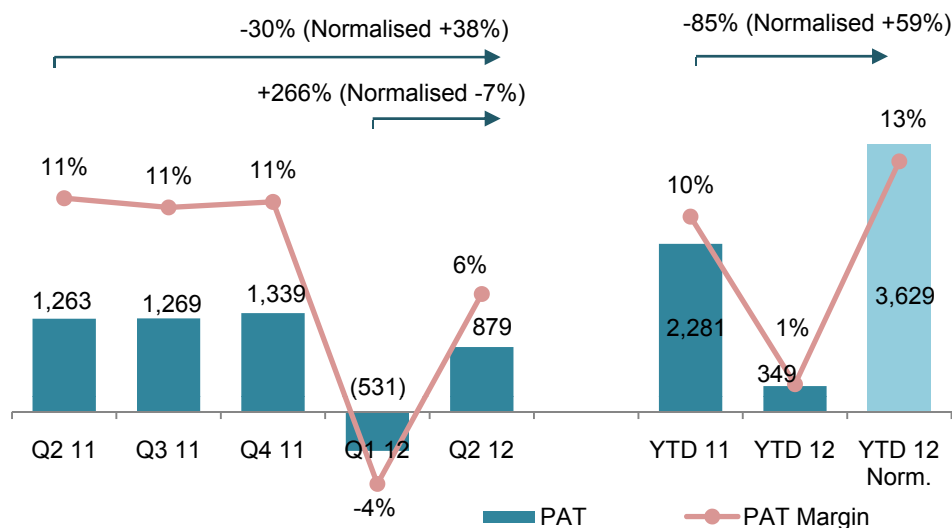 -30% (Normalised +38%)
-85% (Normalised +59%)
+266% (Normalised -7%)
13%
11%
11%
11%
10%
6%
1,263
1,269
1,339
(531)
879
2,281
1%
349
3,629
Q2 11
Q3 11
Q4 11
Q1 12
Q2 12
YTD 11
YTD 12
YTD 12
Norm.
-4%
PAT
PAT Margin